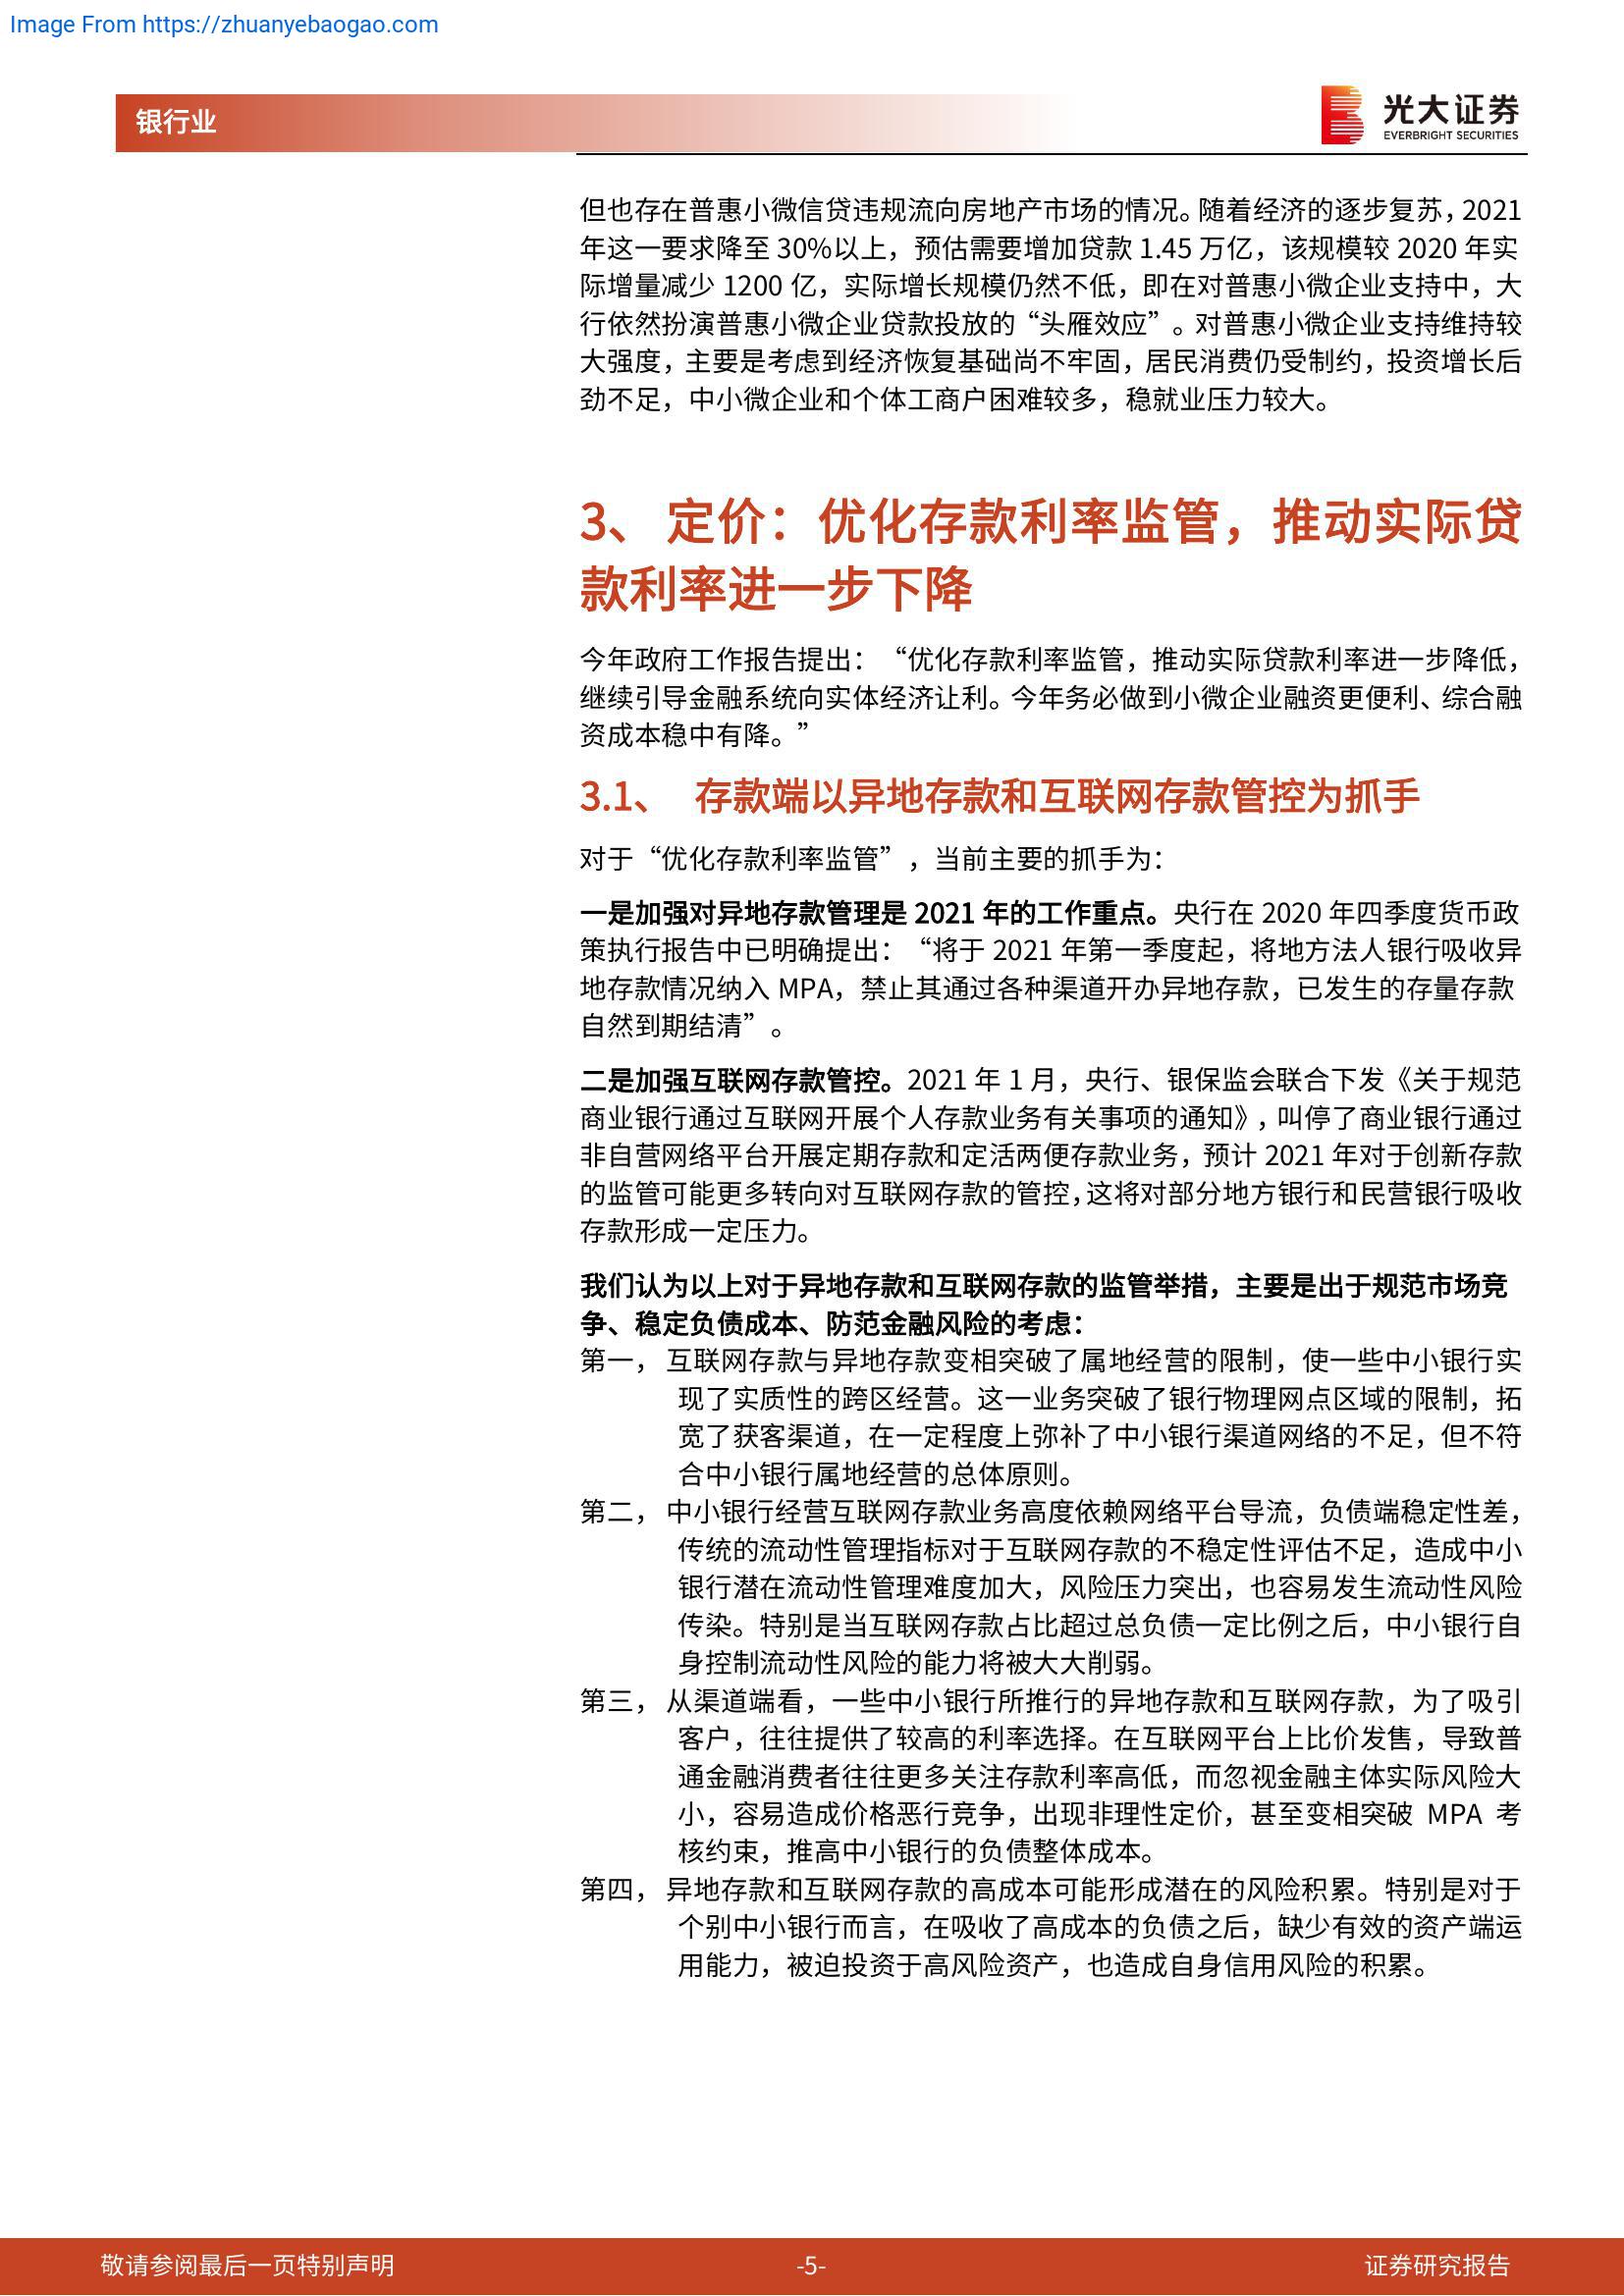 Image From https://zhuanyebaogao.com
银行业
光大证券
EVERBRIGHT SECURITIES
但也存在普惠小微信贷违规流向房地产市场的情况。随着经济的逐步复苏，2021
年这一要求降至 30%以上，预估需要增加贷款 1.45 万亿，该规模较 2020 年实
际增量减少 1200 亿，实际增长规模仍然不低，即在对普惠小微企业支持中，大
行依然扮演普惠小微企业贷款投放的“头雁效应”。对普惠小微企业支持维持较
大强度，主要是考虑到经济恢复基础尚不牢固，居民消费仍受制约，投资增长后
劲不足，中小微企业和个体工商户困难较多，稳就业压力较大。
3、 定价：优化存款利率监管，推动实际贷
款利率进一步下降
今年政府工作报告提出：“优化存款利率监管，推动实际贷款利率进一步降低，
继续引导金融系统向实体经济让利。今年务必做到小微企业融资更便利、综合融
资成本稳中有降。”
3.1、 存款端以异地存款和互联网存款管控为抓手
对于“优化存款利率监管”，当前主要的抓手为：
一是加强对异地存款管理是 2021 年的工作重点。央行在 2020 年四季度货币政
策执行报告中已明确提出：“将于 2021 年第一季度起，将地方法人银行吸收异
地存款情况纳入 MPA，禁止其通过各种渠道开办异地存款，已发生的存量存款
自然到期结清”。
二是加强互联网存款管控。2021 年 1 月，央行、银保监会联合下发《关于规范
商业银行通过互联网开展个人存款业务有关事项的通知》，叫停了商业银行通过
非自营网络平台开展定期存款和定活两便存款业务，预计 2021 年对于创新存款
的监管可能更多转向对互联网存款的管控，这将对部分地方银行和民营银行吸收
存款形成一定压力。
我们认为以上对于异地存款和互联网存款的监管举措，主要是出于规范市场竞
争、稳定负债成本、防范金融风险的考虑：
第一， 互联网存款与异地存款变相突破了属地经营的限制，使一些中小银行实
现了实质性的跨区经营。这一业务突破了银行物理网点区域的限制，拓
宽了获客渠道，在一定程度上弥补了中小银行渠道网络的不足，但不符
合中小银行属地经营的总体原则。
第二， 中小银行经营互联网存款业务高度依赖网络平台导流，负债端稳定性差，
传统的流动性管理指标对于互联网存款的不稳定性评估不足，造成中小
银行潜在流动性管理难度加大，风险压力突出，也容易发生流动性风险
传染。特别是当互联网存款占比超过总负债一定比例之后，中小银行自
身控制流动性风险的能力将被大大削弱。
第三， 从渠道端看，一些中小银行所推行的异地存款和互联网存款，为了吸引
客户，往往提供了较高的利率选择。在互联网平台上比价发售，导致普
通金融消费者往往更多关注存款利率高低，而忽视金融主体实际风险大
小，容易造成价格恶行竞争，出现非理性定价，甚至变相突破 MPA 考
核约束，推高中小银行的负债整体成本。
第四， 异地存款和互联网存款的高成本可能形成潜在的风险积累。特别是对于
个别中小银行而言，在吸收了高成本的负债之后，缺少有效的资产端运
用能力，被迫投资于高风险资产，也造成自身信用风险的积累。
敬请参阅最后一页特别声明
-5-
证券研究报告